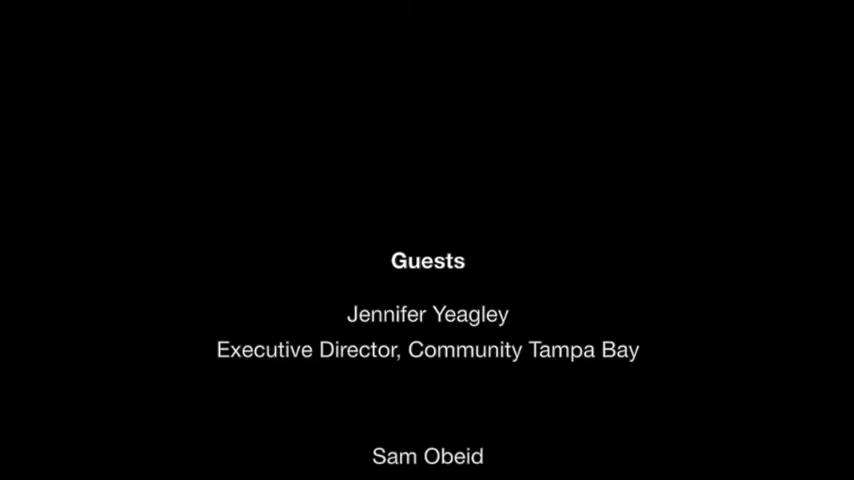 Guests
Jennifer Yeagley
Executive Director, Community Tampa Bay
Sam Obeid